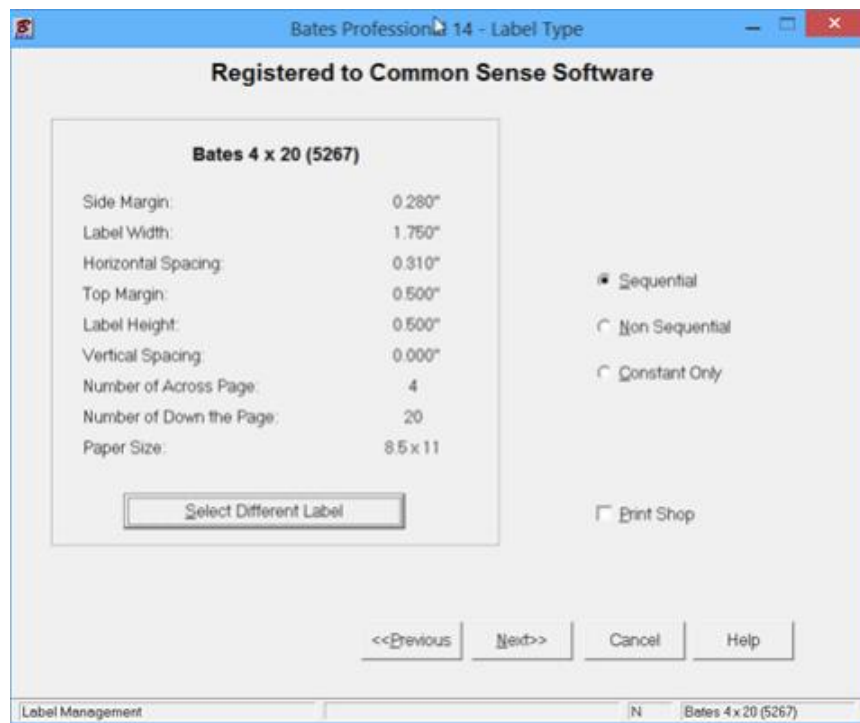 Bates Professional 14 - Label Type
Registered to Common Sense Software
Bates 4 x 20 (5267)
Side Margin: 0.280"
Label Width: 1.750"
Horizontal Spacing: 0.310"
Top Margin: 0.500"
Label Height: 0.500"
Vertical Spacing: 0.000"
Number of Across Page: 4
Number of Down the Page: 20
Paper Size: 8.5 x 11
Select Different Label
Sequential
Non Sequential
Constant Only
Print Shop
<<Previous Next>> Cancel Help
Label Management N Bates 4 x 20 (5267)